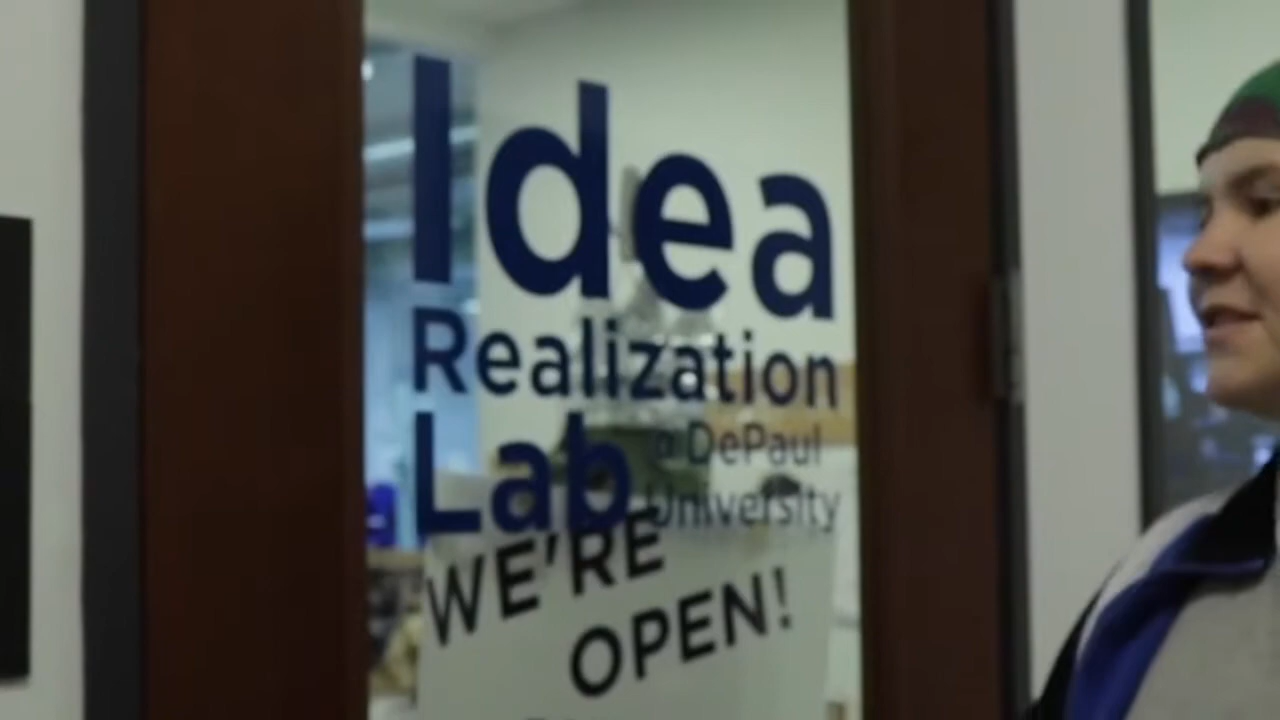 Idea
Realization
Lab @ DePaul
University
WE'RE
OPEN!